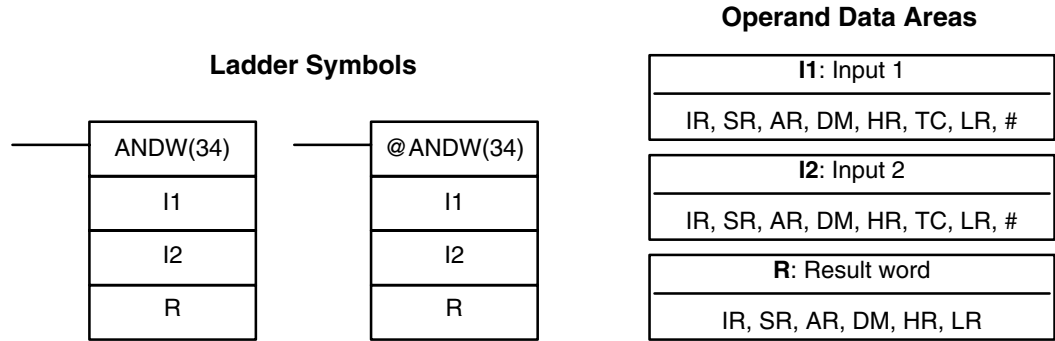 Ladder Symbols
ANDW(34)
I1
I2
R
@ANDW(34)
I1
I2
R
Operand Data Areas
I1: Input 1
IR, SR, AR, DM, HR, TC, LR, #
I2: Input 2
IR, SR, AR, DM, HR, TC, LR, #
R: Result word
IR, SR, AR, DM, HR, LR